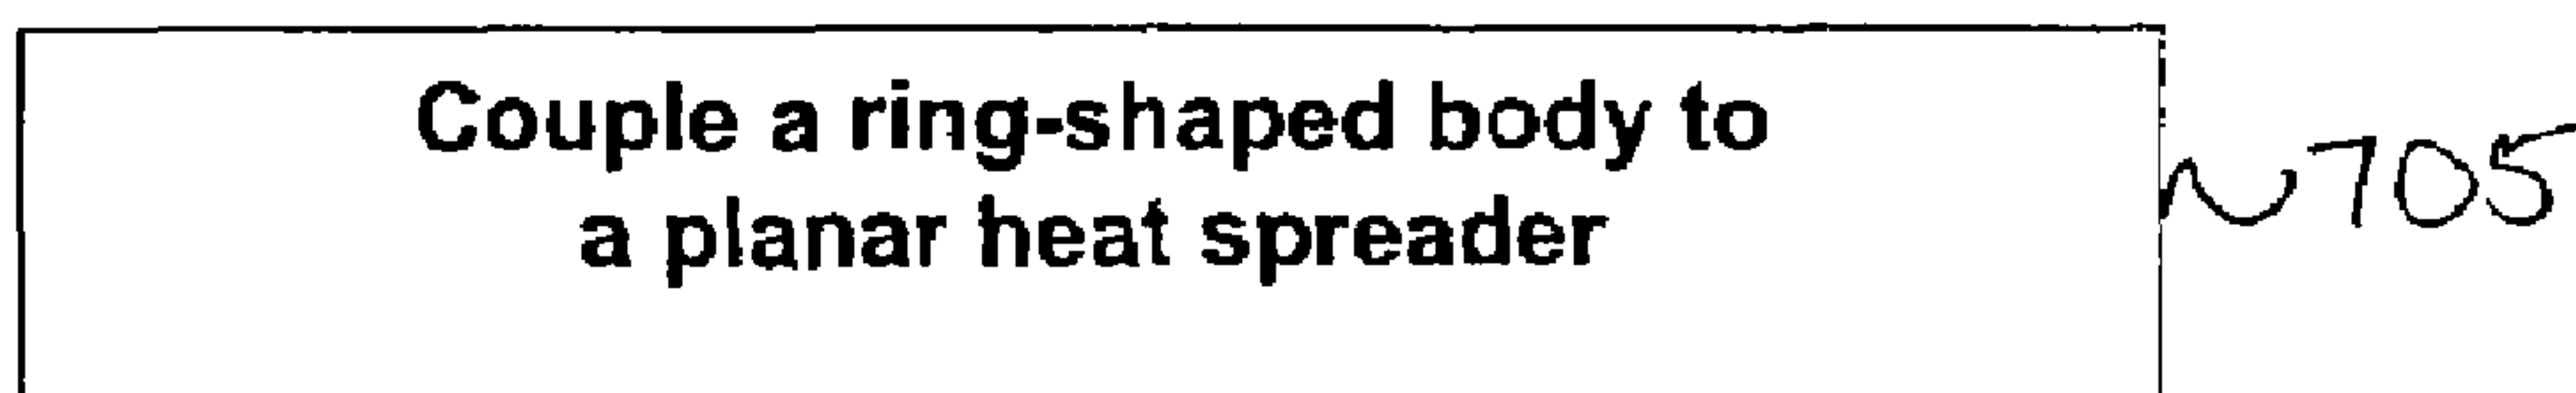 Couple a ring-shaped body to
a planar heat spreader
705